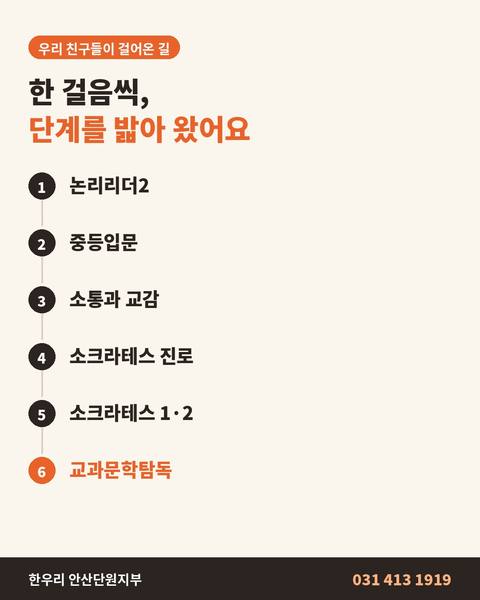 우리 친구들이 걸어온 길
한 걸음씩,
단계를 밟아 왔어요
1 논리리더2
2 중등입문
3 소통과 교감
4 소크라테스 진로
5 소크라테스 1·2
6 교과문학탐독
한우리 안산단원지부 031 413 1919